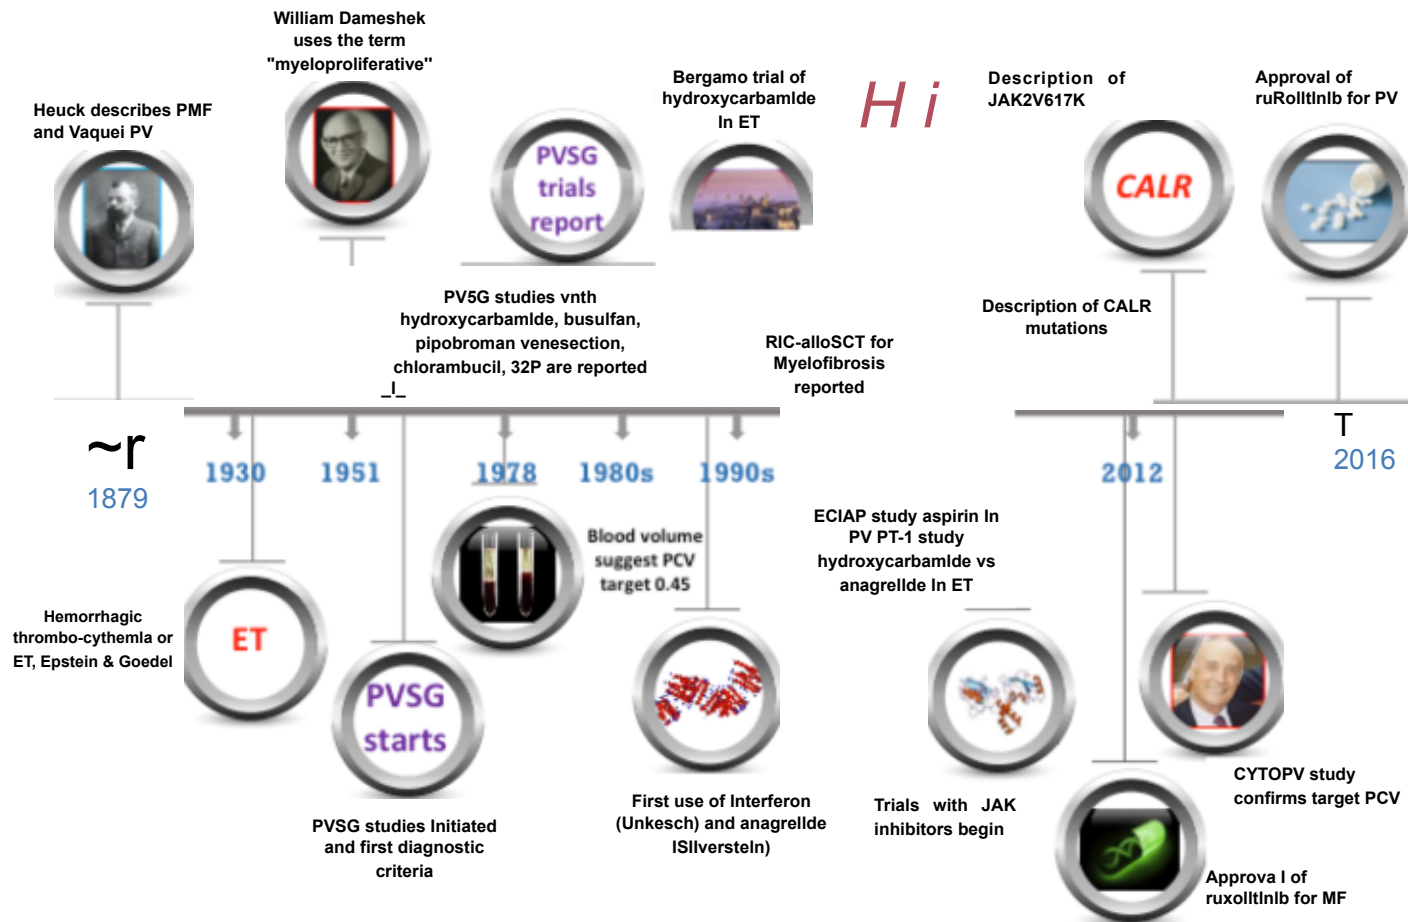 William Dameshek
uses the term
"myeloproliferative"
Heuck describes PMF
and Vaquei PV
PVSG
trials
report
Bergamo trial of
hydroxycarbamlde
In ET
H i
Description of
JAK2V617K
Approval of
ruRolltlnlb for PV
CALR
PV5G studies vnth
hydroxycarbamlde, busulfan,
pipobroman venesection,
chlorambucil, 32P are reported
_I_
RIC-alloSCT for
Myelofibrosis
reported
Description of CALR
mutations
~r
1879
1930
1951
1978
1980s
1990s
2012
T
2016
Blood volume
suggest PCV
target 0.45
ECIAP study aspirin In
PV PT-1 study
hydroxycarbamlde vs
anagrellde In ET
Hemorrhagic
thrombo-cythemla or
ET, Epstein & Goedel
ET
PVSG
starts
PVSG studies Initiated
and first diagnostic
criteria
First use of Interferon
(Unkesch) and anagrellde
ISIlversteln)
Trials with JAK
inhibitors begin
CYTOPV study
confirms target PCV
Approva I of
ruxolltlnlb for MF